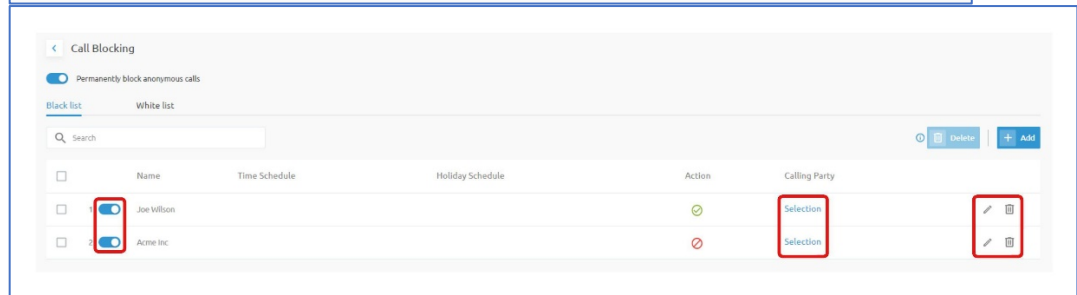 Call Blocking
Permanently block anonymous calls
Black list White list
Search Delete Add
Name Time Schedule Holiday Schedule Action Calling Party
1 Joe Wilson Selection
2 Acme Inc Selection